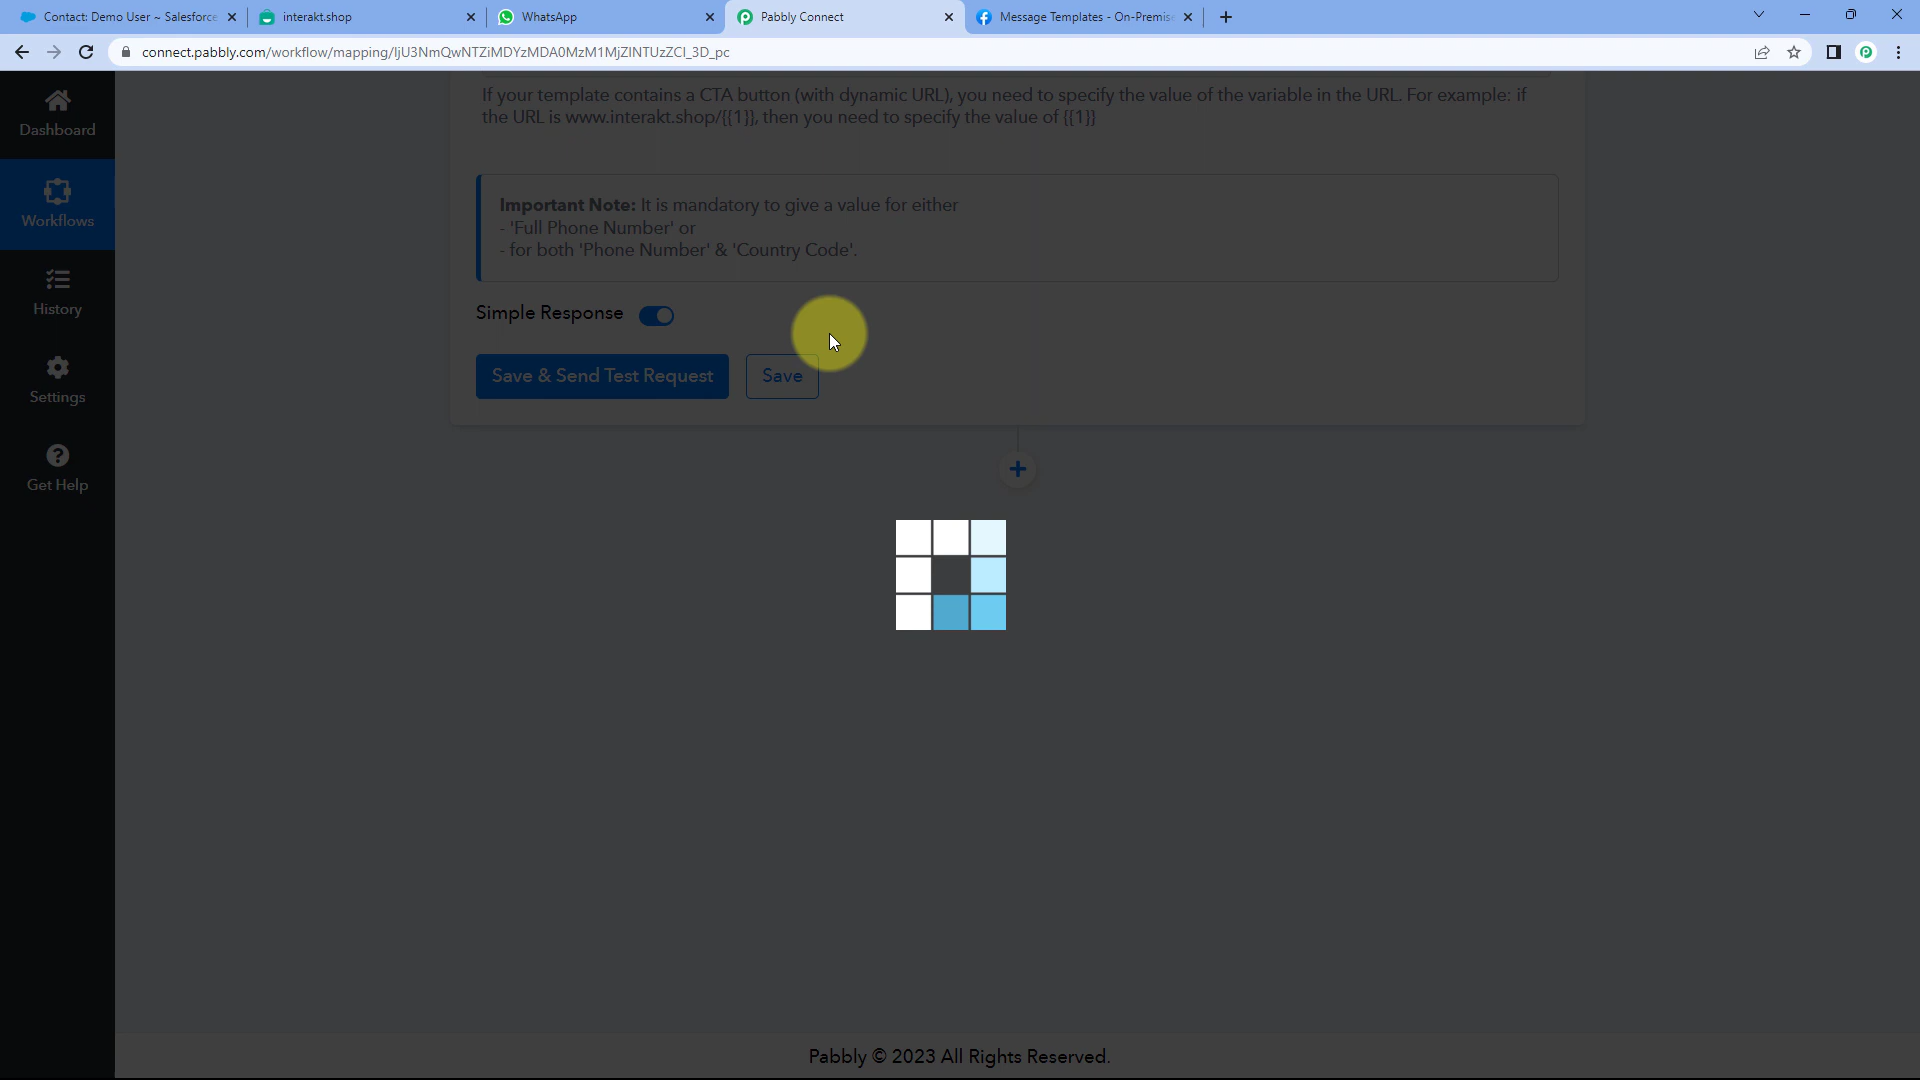 Contact: Demo User ~ Salesforce
interakt.shop
WhatsApp
Pabbly Connect
Message Templates - On-Premise
connect.pabbly.com/workflow/mapping/IjU3NmQwNTZiMDYzMDA0MzM1MjZlNTUzZCI_3D_pc
Dashboard
Workflows
History
Settings
Get Help
If your template contains a CTA button (with dynamic URL), you need to specify the value of the variable in the URL. For example: if
the URL is www.interakt.shop/{{1}}, then you need to specify the value of {{1}}
Important Note: It is mandatory to give a value for either
- 'Full Phone Number' or
- for both 'Phone Number' & 'Country Code'.
Simple Response
Save & Send Test Request
Save
Pabbly © 2023 All Rights Reserved.